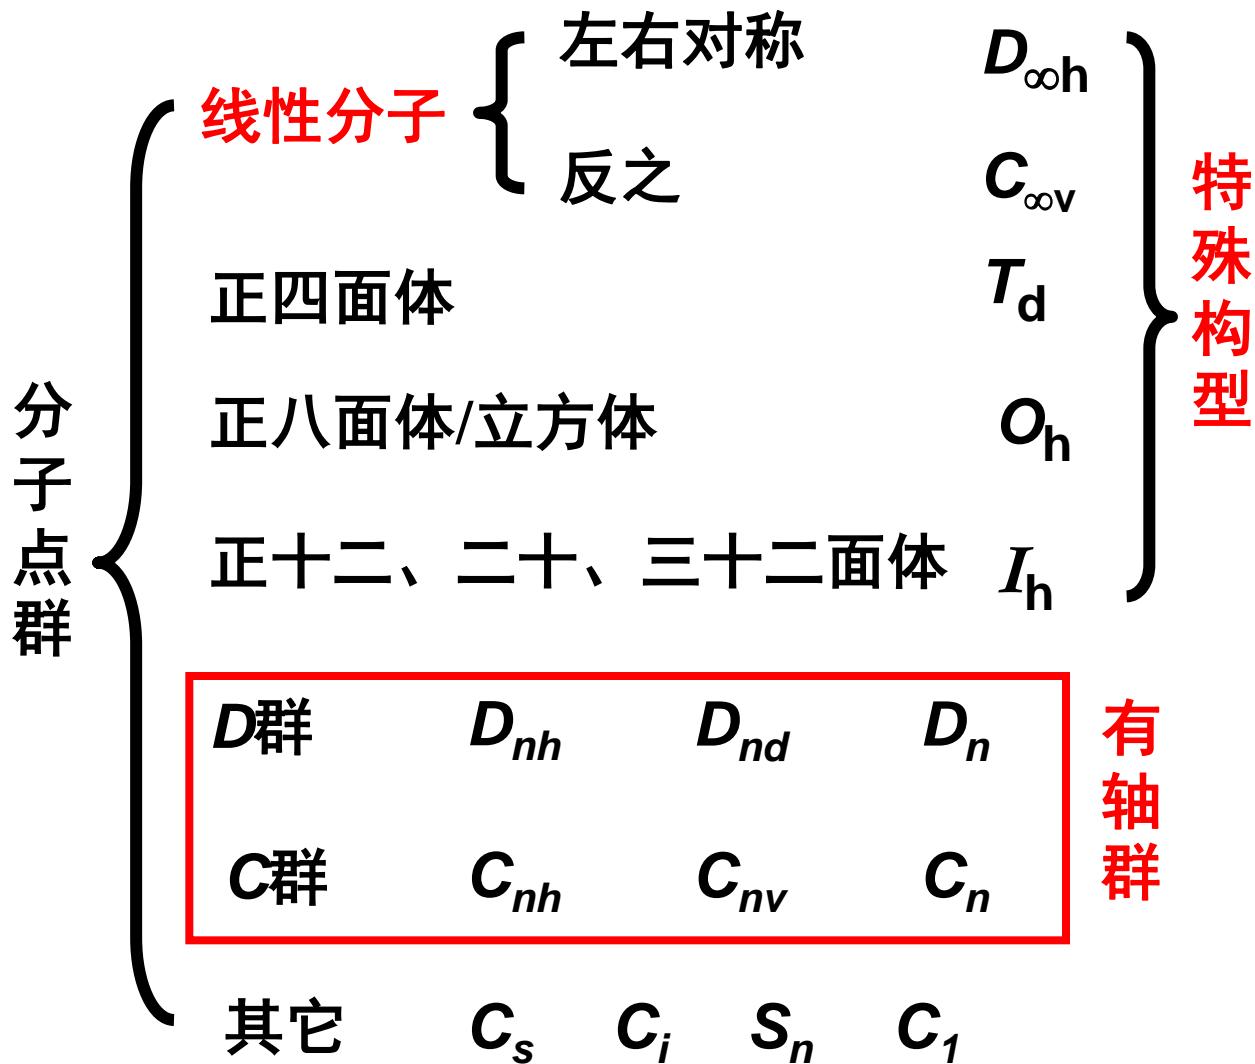 分子点群
线性分子
左右对称 D∞h
反之 C∞v
正四面体 Td
正八面体/立方体 Oh
正十二、二十、三十二面体 Ih
特殊构型
D群 Dnh Dnd Dn
C群 Cnh Cnv Cn
有轴群
其它 Cs Ci Sn C1